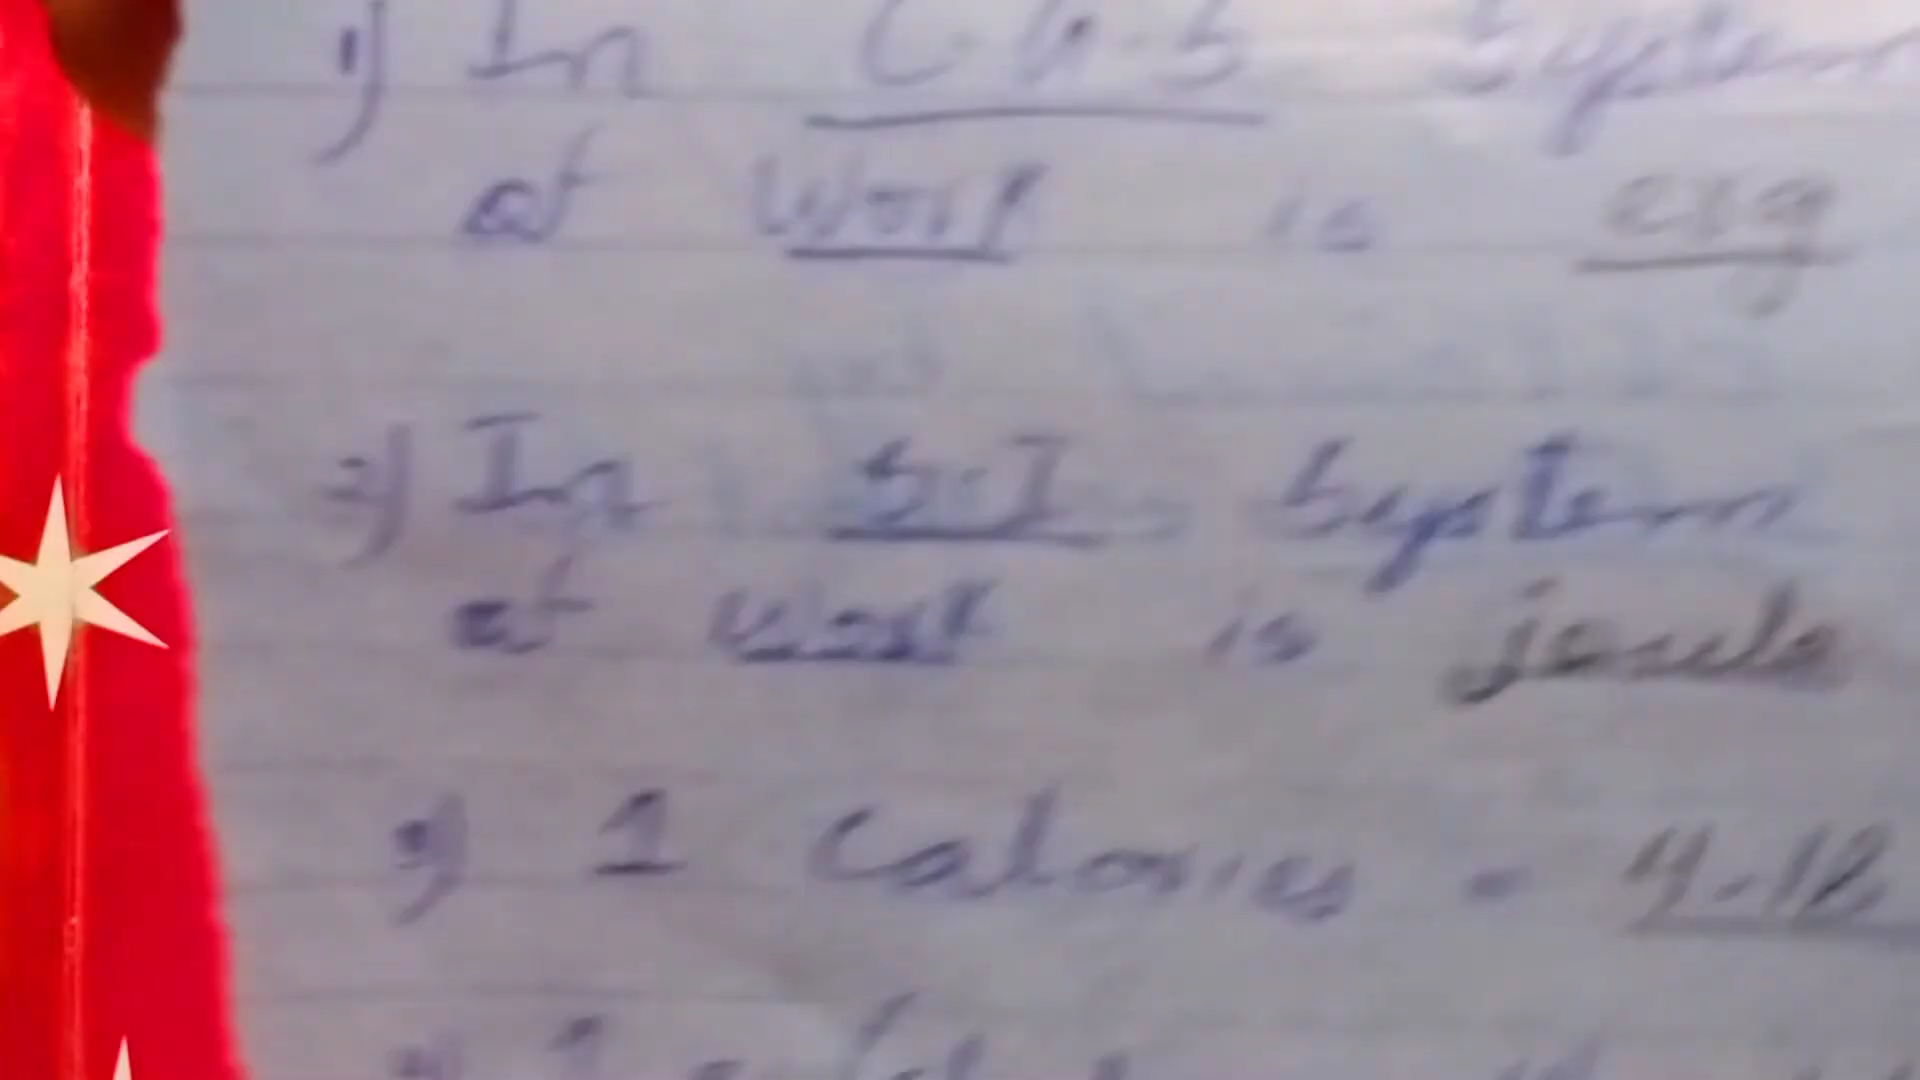 1) In C.G.S System
of Work is erg
2) In S.I System
of Work is joule
3) 1 Calories = 4.18